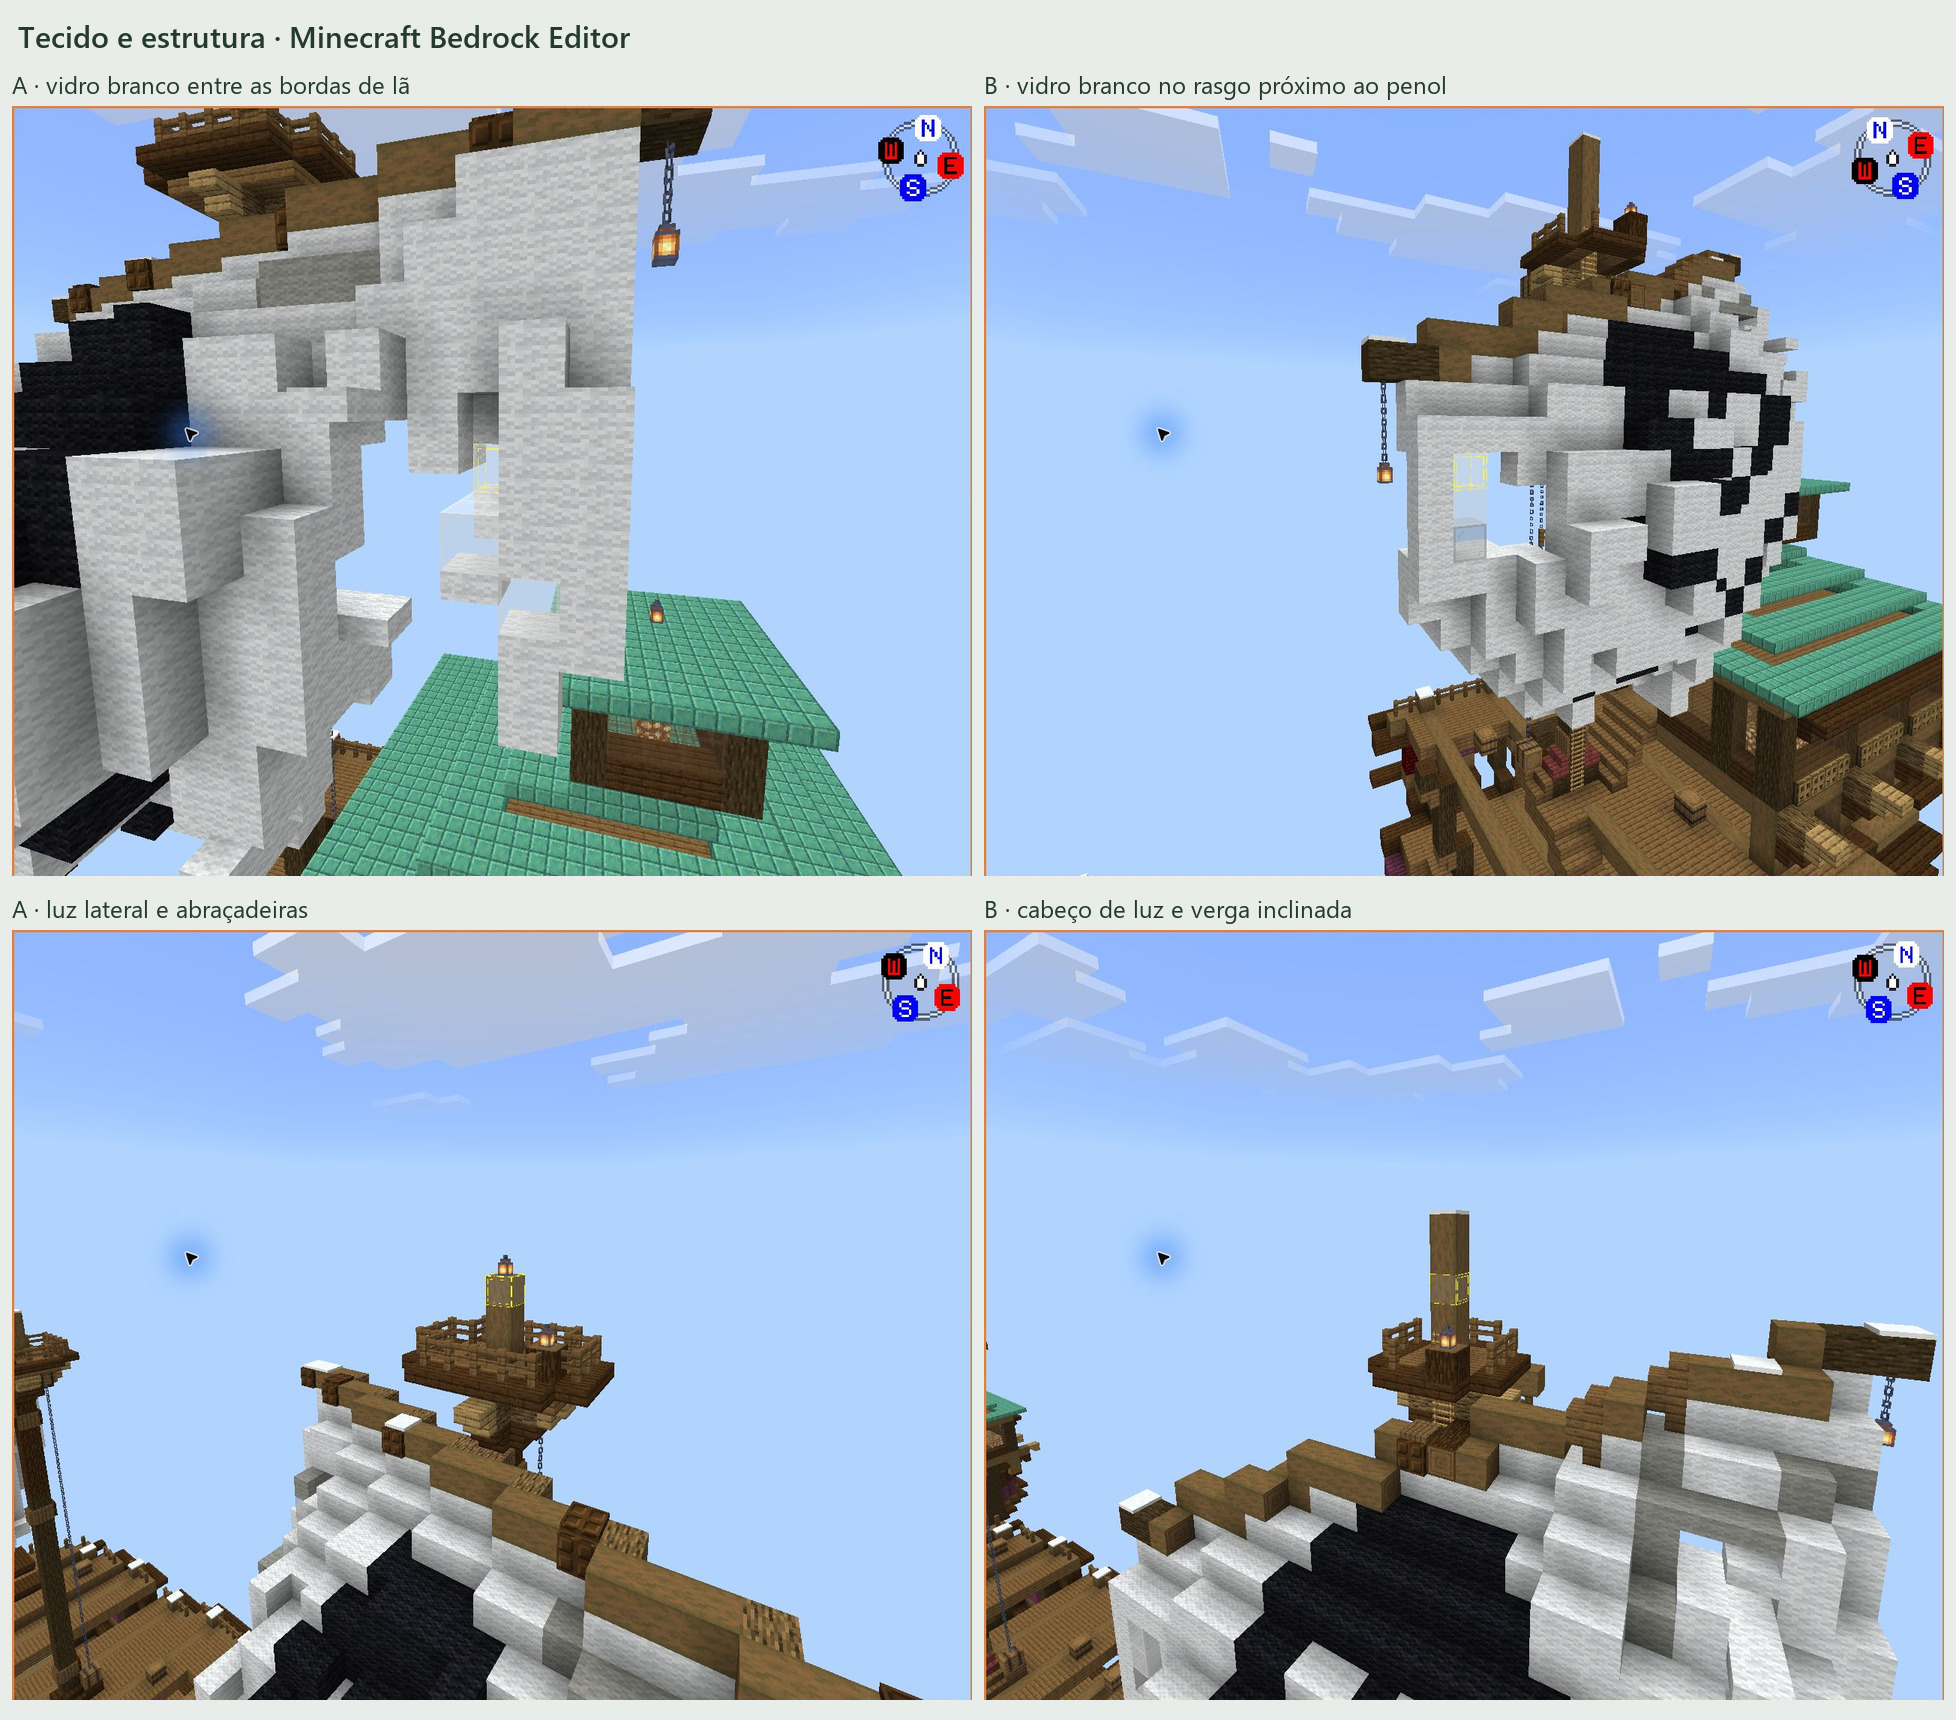 Tecido e estrutura · Minecraft Bedrock Editor
A · vidro branco entre as bordas de lã
B · vidro branco no rasgo próximo ao penol
N
W
E
S
N
E
W
S
A · luz lateral e abraçadeiras
B · cabeço de luz e verga inclinada
N
W
E
S
N
W
E
S